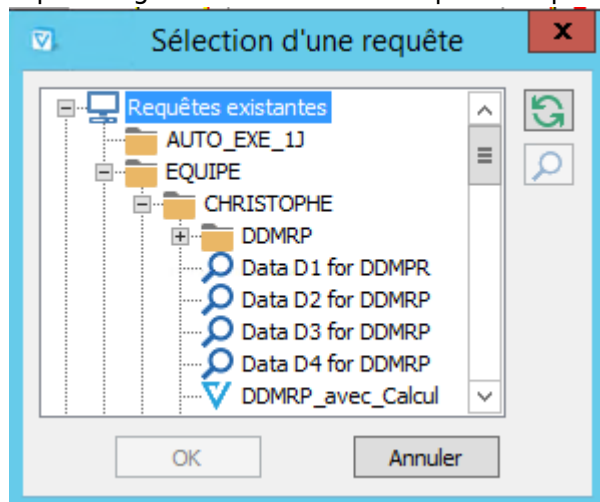 Sélection d'une requête
x
Requêtes existantes
AUTO_EXE_1J
EQUIPE
CHRISTOPHE
DDMRP
Data D1 for DDMPR
Data D2 for DDMRP
Data D3 for DDMRP
Data D4 for DDMRP
DDMRP_avec_Calcul
OK
Annuler